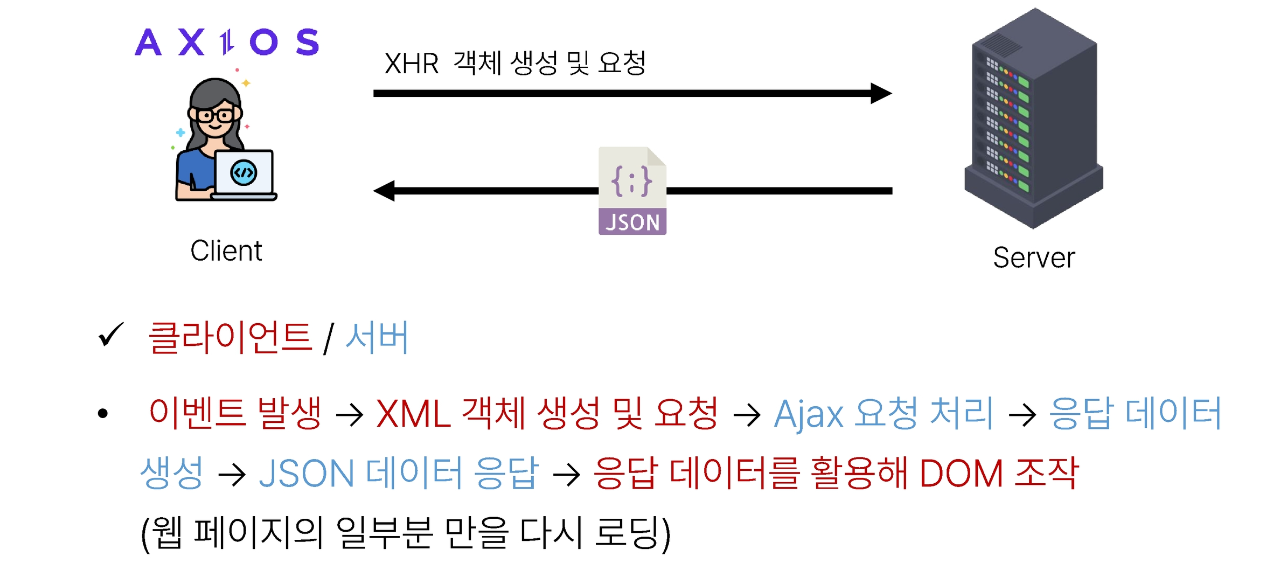 AXIOS
XHR 객체 생성 및 요청
</>
{:}
JSON
Client
Server
✓ 클라이언트 / 서버
• 이벤트 발생 → XML 객체 생성 및 요청 → Ajax 요청 처리 → 응답 데이터
생성 → JSON 데이터 응답 → 응답 데이터를 활용해 DOM 조작
(웹 페이지의 일부분 만을 다시 로딩)